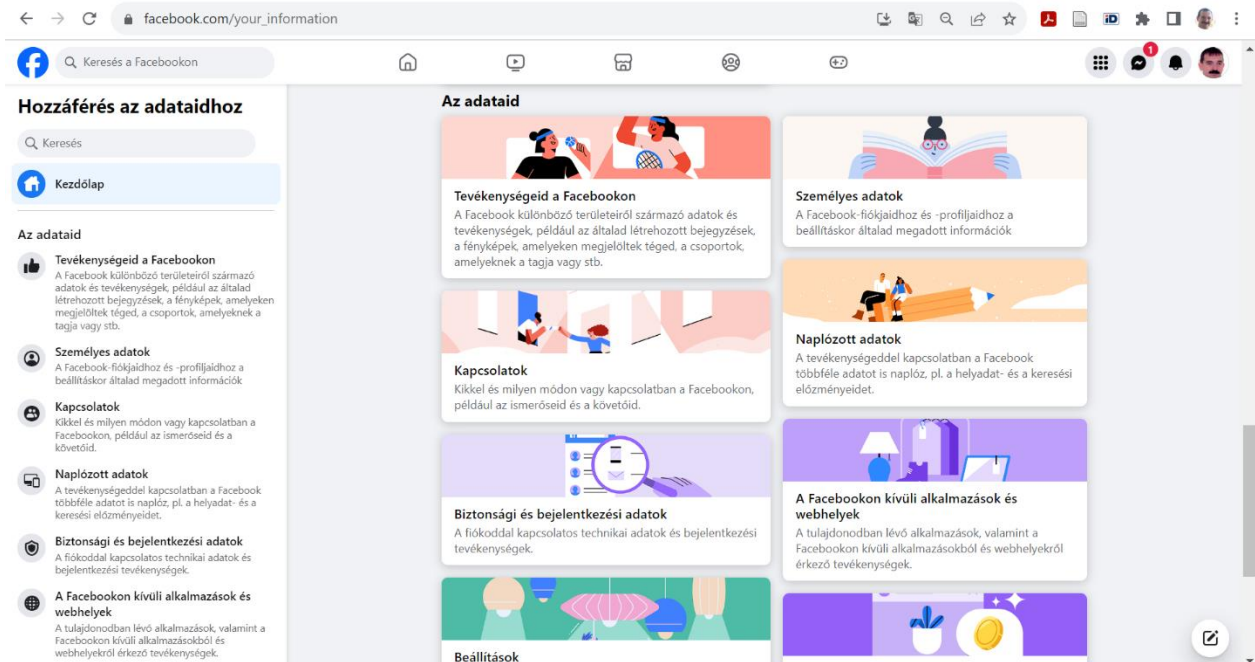 facebook.com/your_information
Keresés a Facebookon
1
Hozzáférés az adataidhoz
Keresés
Kezdőlap
Az adataid
Tevékenységeid a Facebookon
A Facebook különböző területeiről származó
adatok és tevékenységek, például az általad
létrehozott bejegyzések, a fényképek, amelyeken
megjelöltek téged, a csoportok, amelyeknek a
tagja vagy stb.
Személyes adatok
A Facebook-fiókjaidhoz és -profiljaidhoz a
beállításkor általad megadott információk
Kapcsolatok
Kikkel és milyen módon vagy kapcsolatban a
Facebookon, például az ismerőseid és a
követőid.
Naplózott adatok
A tevékenységeddel kapcsolatban a Facebook
többféle adatot is naplóz, pl. a helyadat- és a
keresési előzményeidet.
Biztonsági és bejelentkezési adatok
A fiókoddal kapcsolatos technikai adatok és
bejelentkezési tevékenységek.
A Facebookon kívüli alkalmazások és
webhelyek
A tulajdonodban lévő alkalmazások, valamint a
Facebookon kívüli alkalmazásokból és
webhelyekről érkező tevékenységek.
Az adataid
Tevékenységeid a Facebookon
A Facebook különböző területeiről származó adatok és
tevékenységek, például az általad létrehozott bejegyzések,
a fényképek, amelyeken megjelöltek téged, a csoportok,
amelyeknek a tagja vagy stb.
Személyes adatok
A Facebook-fiókjaidhoz és -profiljaidhoz a
beállításkor általad megadott információk
Kapcsolatok
Kikkel és milyen módon vagy kapcsolatban a Facebookon,
például az ismerőseid és a követőid.
Naplózott adatok
A tevékenységeddel kapcsolatban a Facebook
többféle adatot is naplóz, pl. a helyadat- és a keresési
előzményeidet.
Biztonsági és bejelentkezési adatok
A fiókoddal kapcsolatos technikai adatok és bejelentkezési
tevékenységek.
A Facebookon kívüli alkalmazások és
webhelyek
A tulajdonodban lévő alkalmazások, valamint a
Facebookon kívüli alkalmazásokból és webhelyekről
érkező tevékenységek.
Beállítások